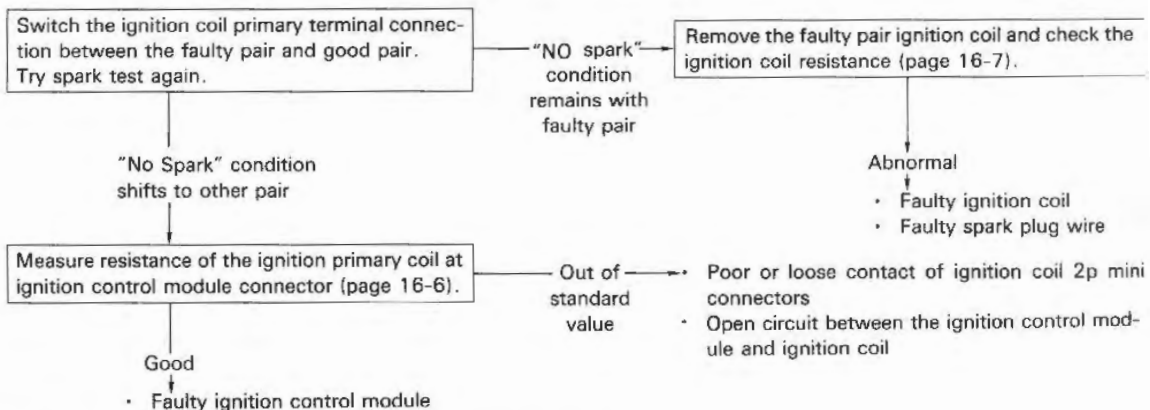 Switch the ignition coil primary terminal connec-
tion between the faulty pair and good pair.
Try spark test again.
"NO spark"
condition
remains with
faulty pair
Remove the faulty pair ignition coil and check the
ignition coil resistance (page 16-7).
Abnormal
· Faulty ignition coil
· Faulty spark plug wire
"No Spark" condition
shifts to other pair
Measure resistance of the ignition primary coil at
ignition control module connector (page 16-6).
Out of
standard
value
· Poor or loose contact of ignition coil 2p mini
connectors
· Open circuit between the ignition control mod-
ule and ignition coil
Good
· Faulty ignition control module